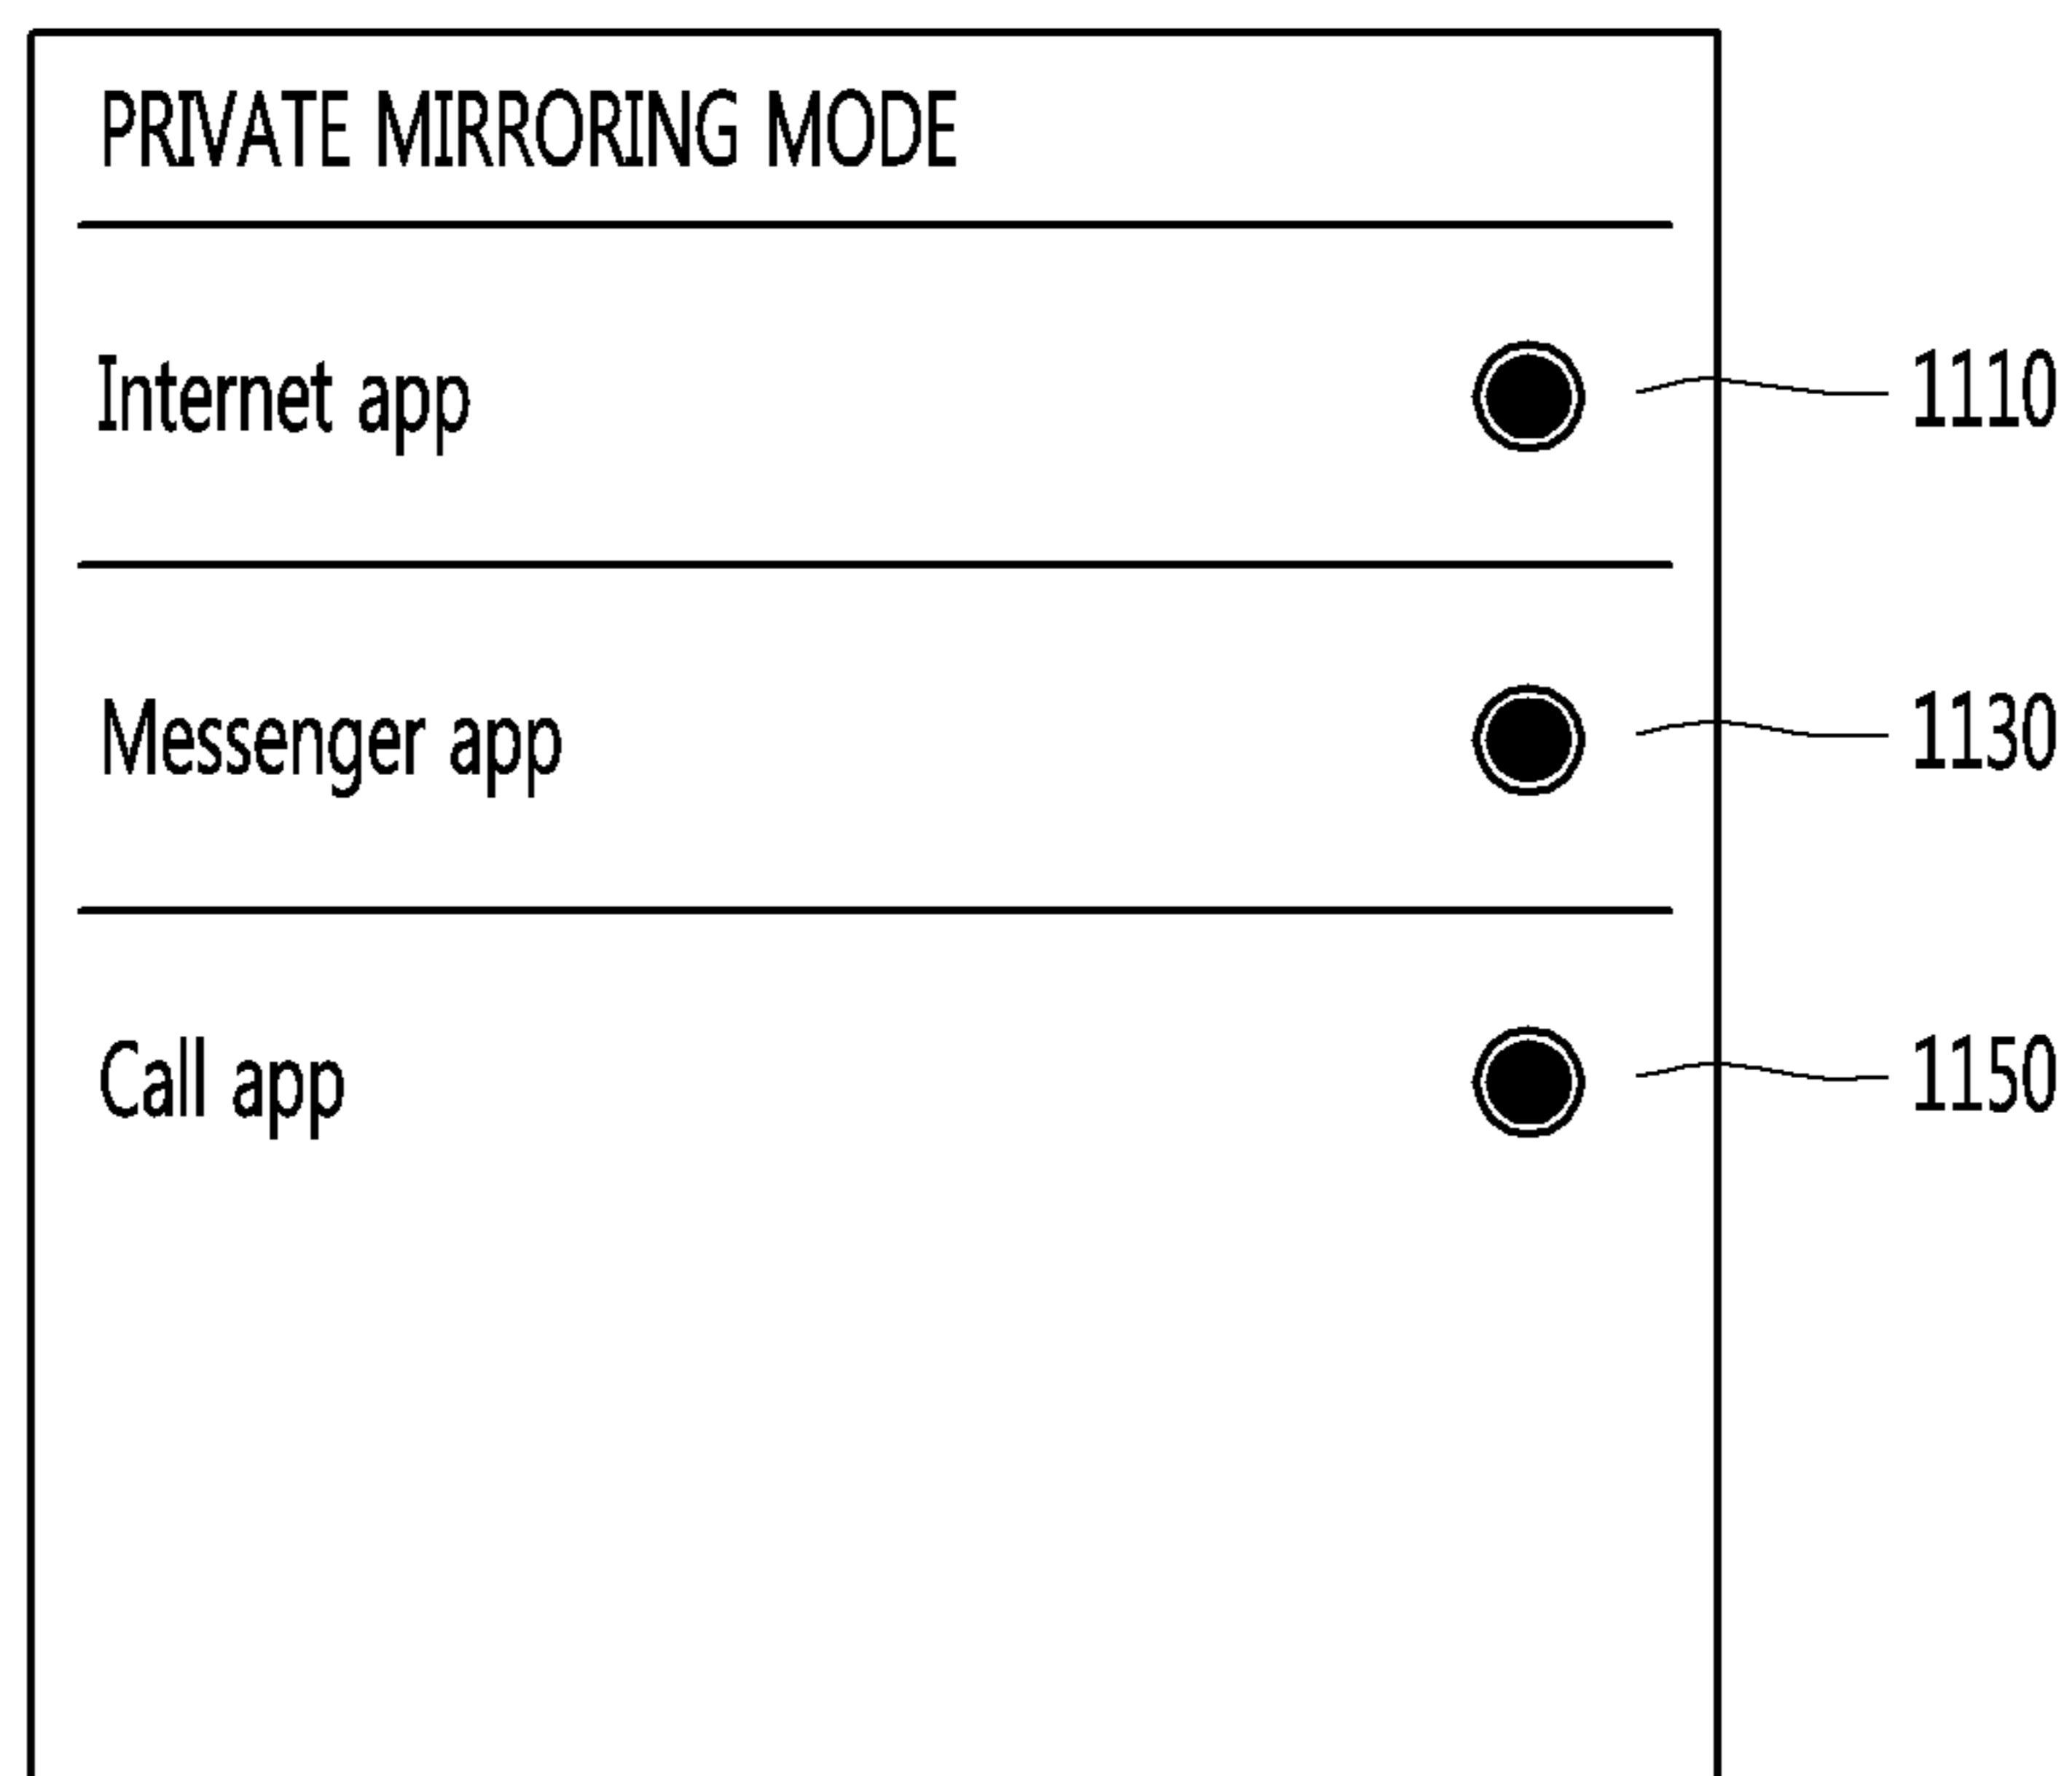 PRIVATE MIRRORING MODE
Internet app 1110
Messenger app 1130
Call app 1150